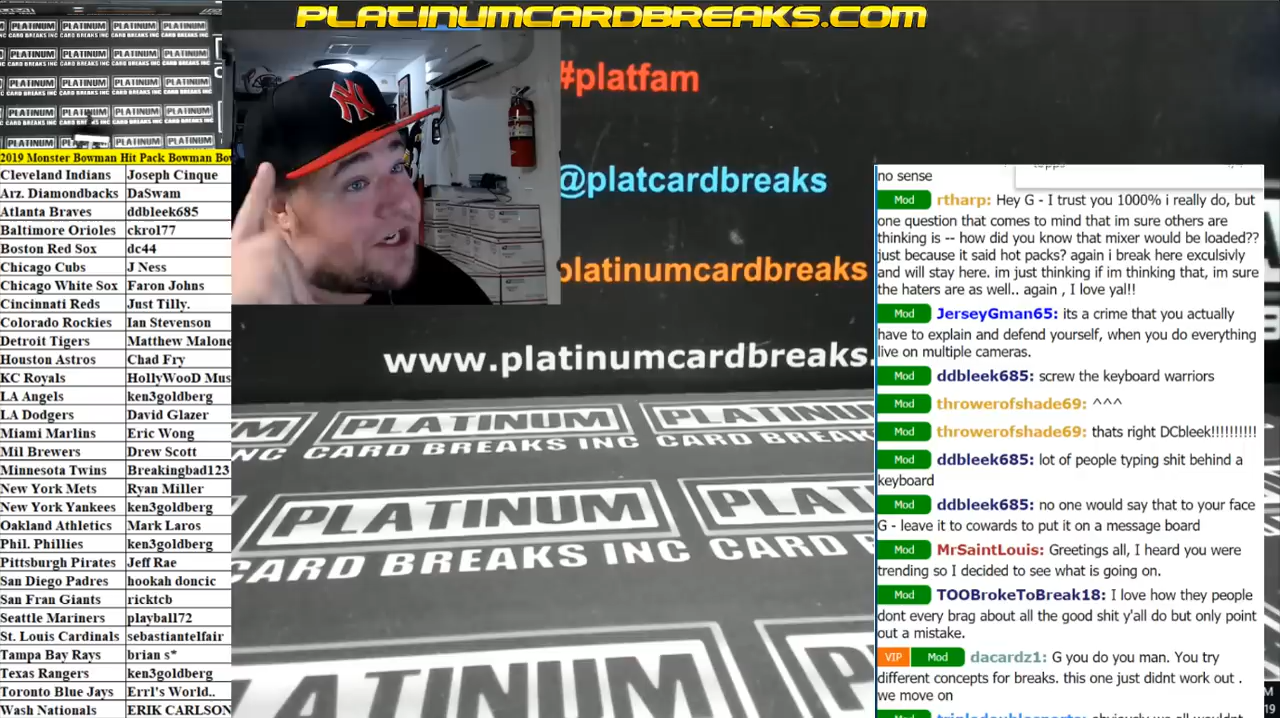 PLATINUMCARDBREAKS.COM
#platfam
@platcardbreaks
platinumcardbreaks
www.platinumcardbreaks.
2019 Monster Bowman Hit Pack Bowman Bow
Cleveland Indians Joseph Cinque
Arz. Diamondbacks DaSwam
Atlanta Braves ddbleek685
Baltimore Orioles ckrol77
Boston Red Sox dc44
Chicago Cubs J Ness
Chicago White Sox Faron Johns
Cincinnati Reds Just Tilly.
Colorado Rockies Ian Stevenson
Detroit Tigers Matthew Malone
Houston Astros Chad Fry
KC Royals HollyWooD Mus
LA Angels ken3goldberg
LA Dodgers David Glazer
Miami Marlins Eric Wong
Mil Brewers Drew Scott
Minnesota Twins Breakingbad123
New York Mets Ryan Miller
New York Yankees ken3goldberg
Oakland Athletics Mark Laros
Phil. Phillies ken3goldberg
Pittsburgh Pirates Jeff Rae
San Diego Padres hookah doncic
San Fran Giants ricktcb
Seattle Mariners playball72
St. Louis Cardinals sebastiantelfair
Tampa Bay Rays brian s*
Texas Rangers ken3goldberg
Toronto Blue Jays Errl's World..
Wash Nationals ERIK CARLSON
PLATINUM
CARD BREAKS INC CARD BREAK
PLATINUM
CARD BREAKS INC CARD
no sense
Mod rtharp: Hey G - I trust you 1000% i really do, but
one question that comes to mind that im sure others are
thinking is -- how did you know that mixer would be loaded??
just because it said hot packs? again i break here exculsivly
and will stay here. im just thinking if im thinking that, im sure
the haters are as well.. again , I love yal!!
Mod JerseyGman65: its a crime that you actually
have to explain and defend yourself, when you do everything
live on multiple cameras.
Mod ddbleek685: screw the keyboard warriors
Mod throwerofshade69: ^^^
Mod throwerofshade69: thats right DCbleek!!!!!!!!!!
Mod ddbleek685: lot of people typing shit behind a
keyboard
Mod ddbleek685: no one would say that to your face
G - leave it to cowards to put it on a message board
Mod MrSaintLouis: Greetings all, I heard you were
trending so I decided to see what is going on.
Mod TOOBrokeToBreak18: I love how they people
dont every brag about all the good shit y'all do but only point
out a mistake.
VIP Mod dacardz1: G you do you man. You try
different concepts for breaks. this one just didnt work out .
we move on